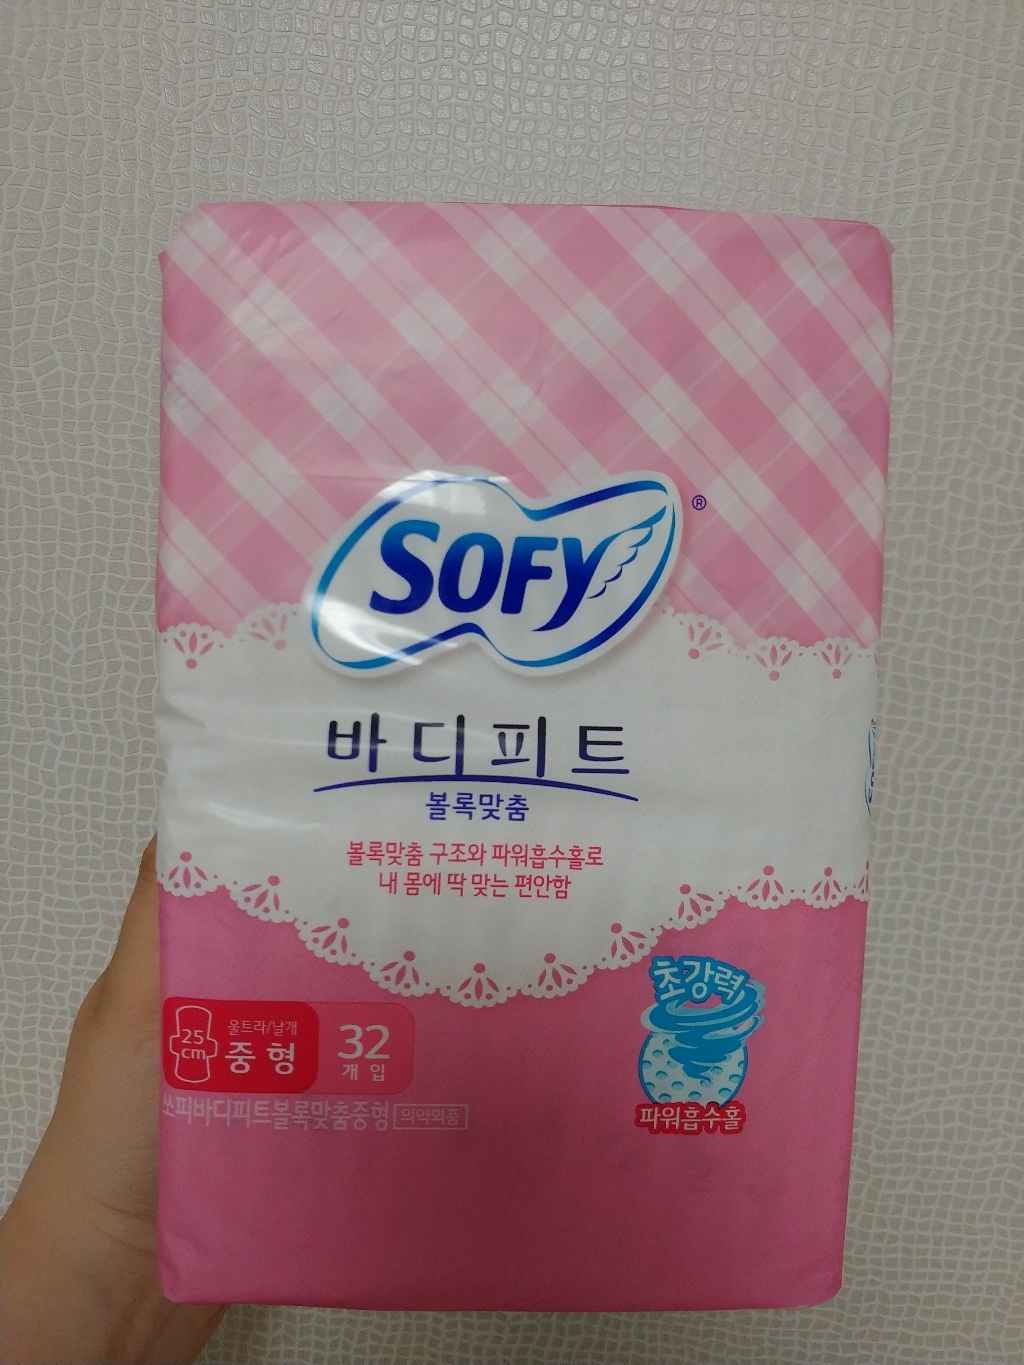 SOFY
®
바디피트
볼록맞춤
볼록맞춤 구조와 파워흡수홀로
내 몸에 딱 맞는 편안함
초강력
파워흡수홀
25
cm
울트라/날개
중형
32
개입
쏘피바디피트볼록맞춤중형 의약외품